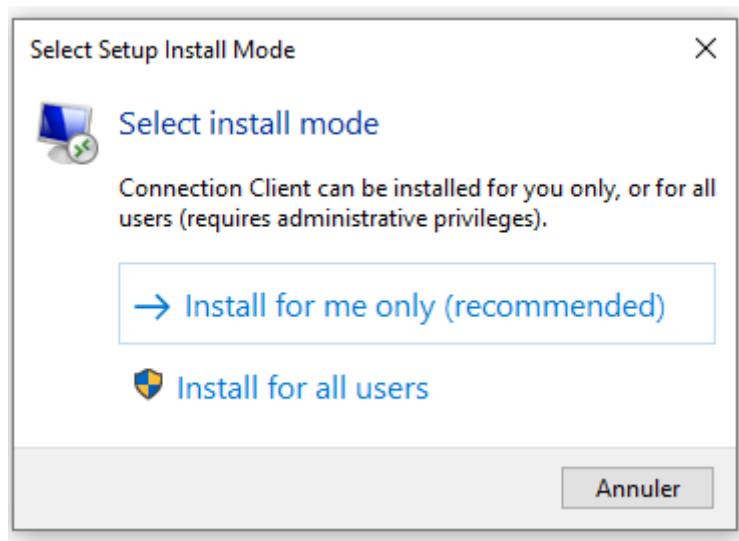 Select Setup Install Mode
Select install mode
Connection Client can be installed for you only, or for all
users (requires administrative privileges).
Install for me only (recommended)
Install for all users
Annuler